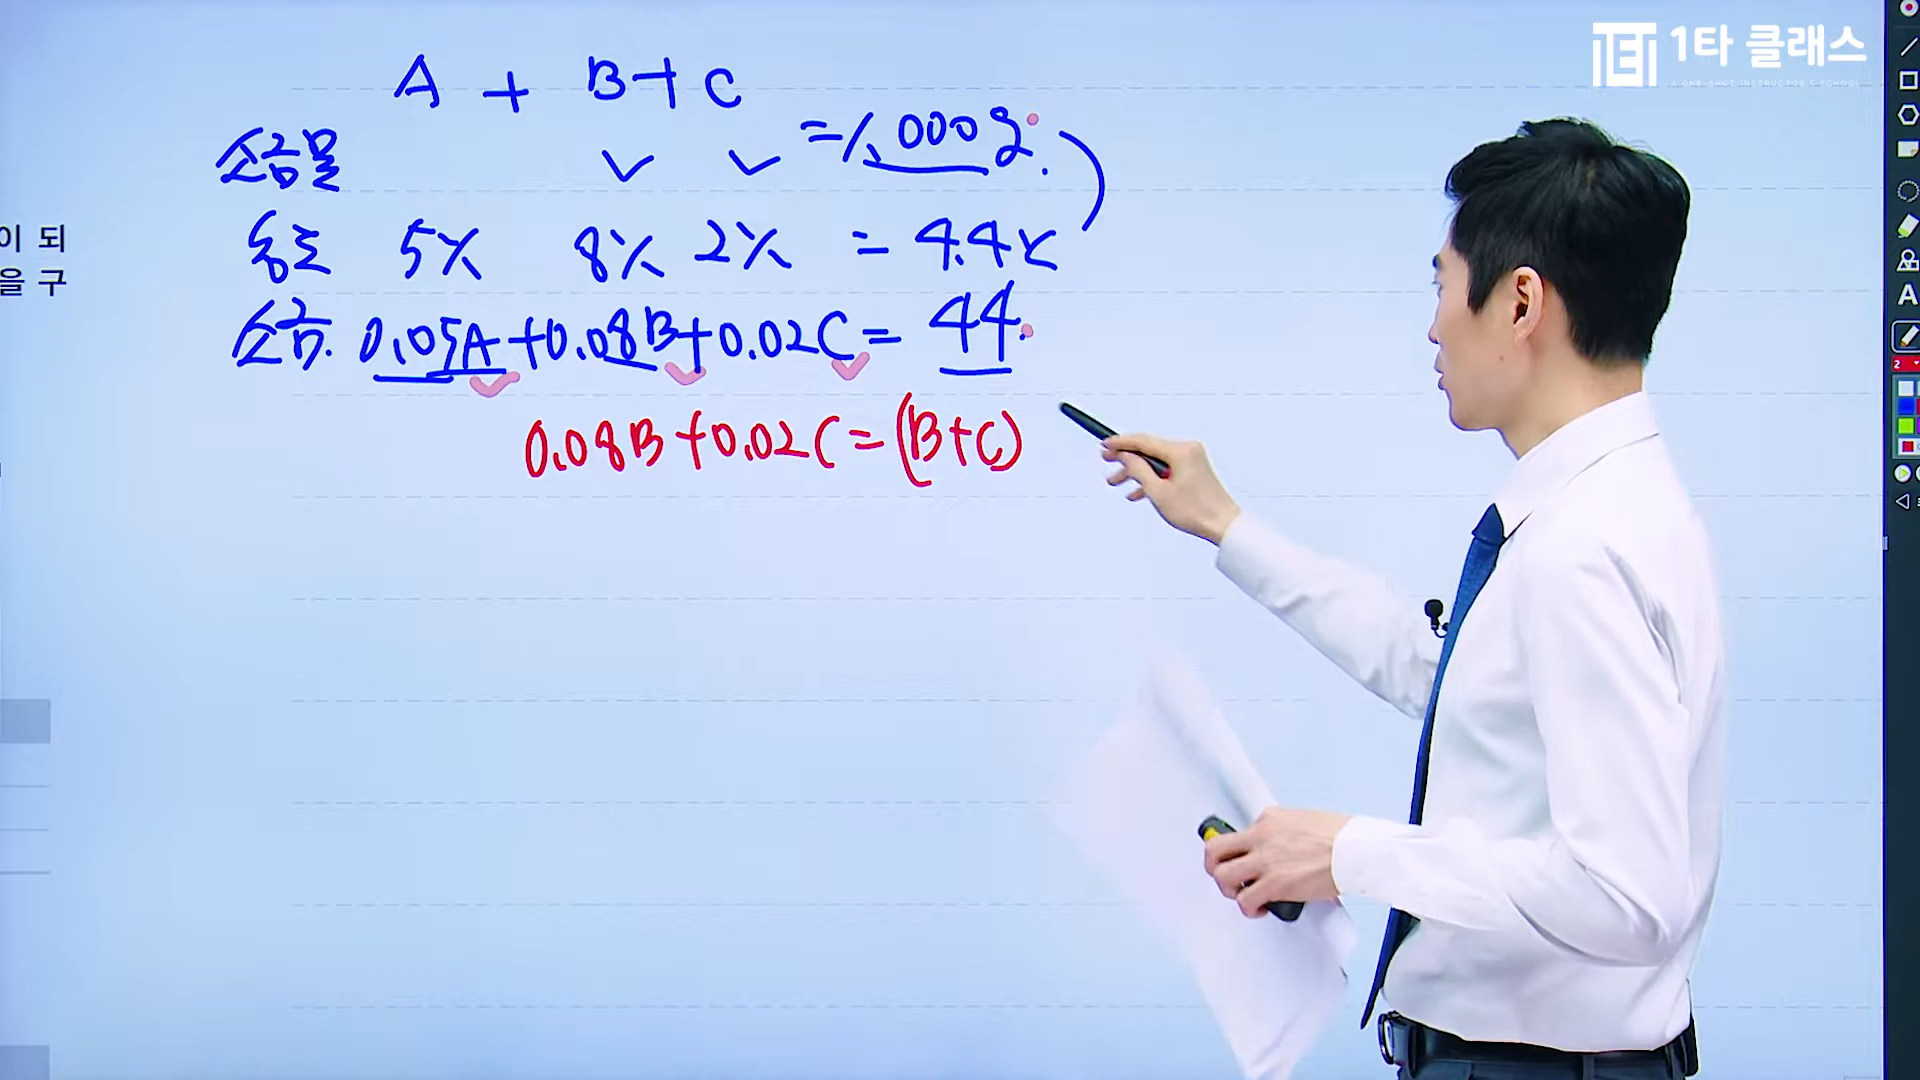 1타 클래스
A + B + C
소금물 = 1,000g.
농도 5% 8% 2% = 4.4%
소금. 0.05A+0.08B+0.02C = 44.
0.08B+0.02C=(B+C)
이 되
을 구
A
2